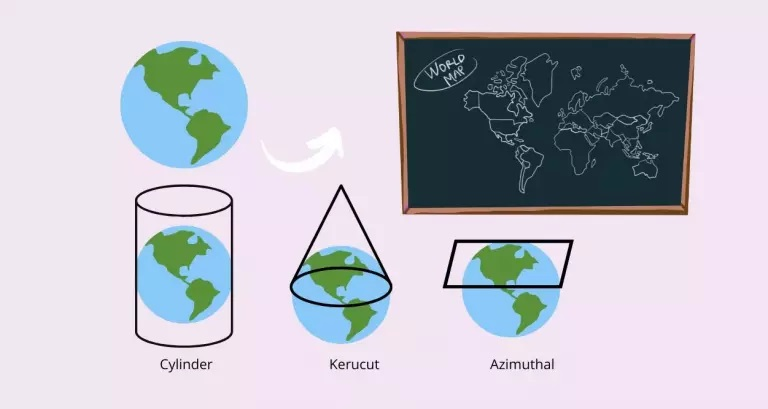 WORLD
MAP
Cylinder
Kerucut
Azimuthal